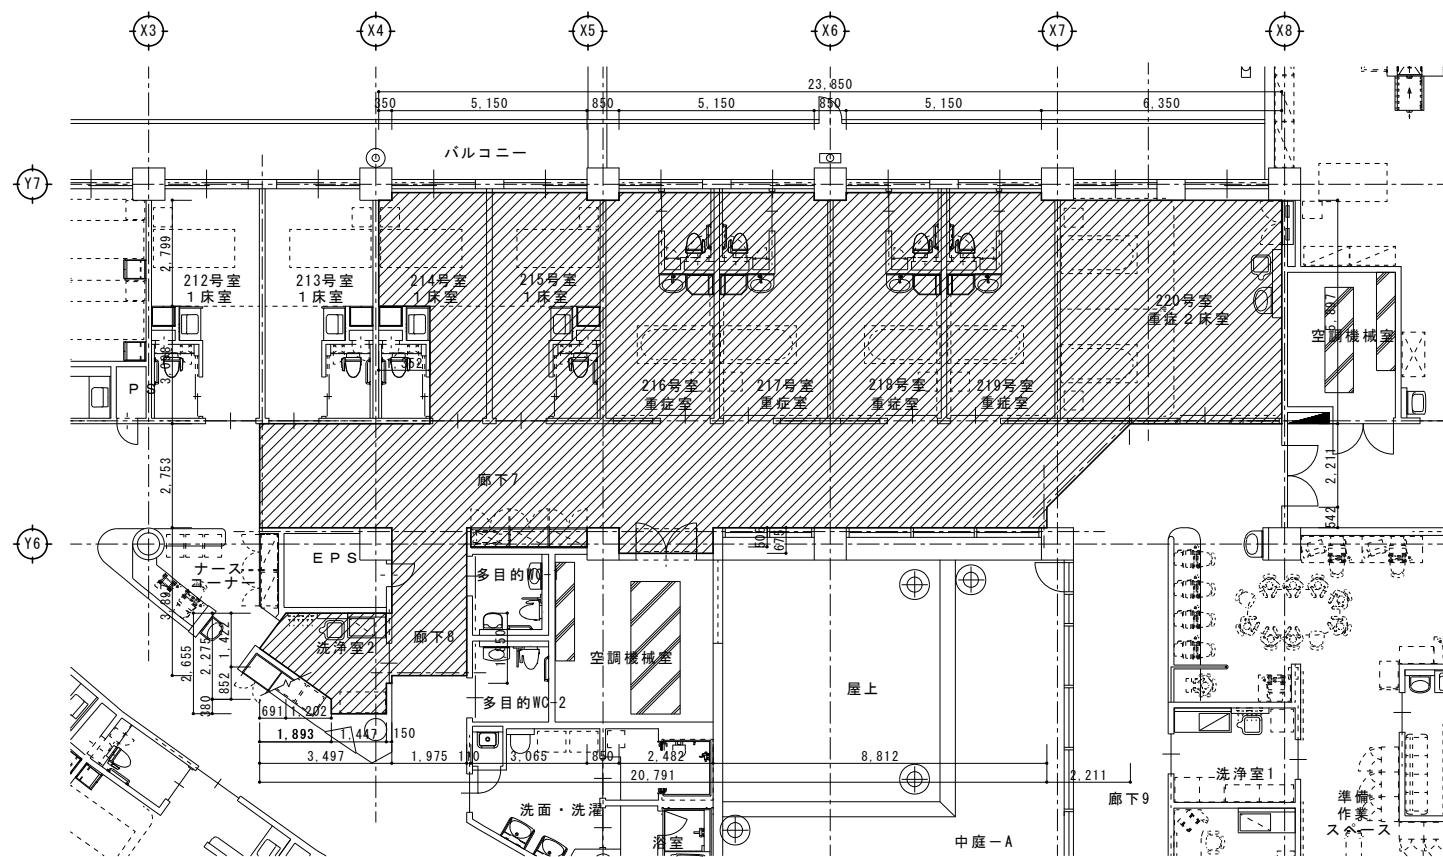 X3 X4 X5 X6 X7 X8
23,850
350 5,150 850 5,150 850 5,150 6,350
バルコニー
Y7
2,799
212号室
1床室
213号室
1床室
214号室
1床室
215号室
1床室
220号室
重症2床室
空調機械室
1,352
216号室
重症室
217号室
重症室
218号室
重症室
219号室
重症室
PS
2,753
2,211
廊下7
542
Y6
EPS
505
675
ナース
コーナー
多目的WC-1
洗浄室2
廊下8
空調機械室
1,422
2,275
2,655
852
380
屋上
多目的WC-2
691 1,202
1,893 1,447 150
3,497 1,975 110 3,065 850 2,482 8,812
20,791 2,211
洗浄室1
廊下9
洗面・洗濯
準備
作業
スペース
浴室
中庭-A